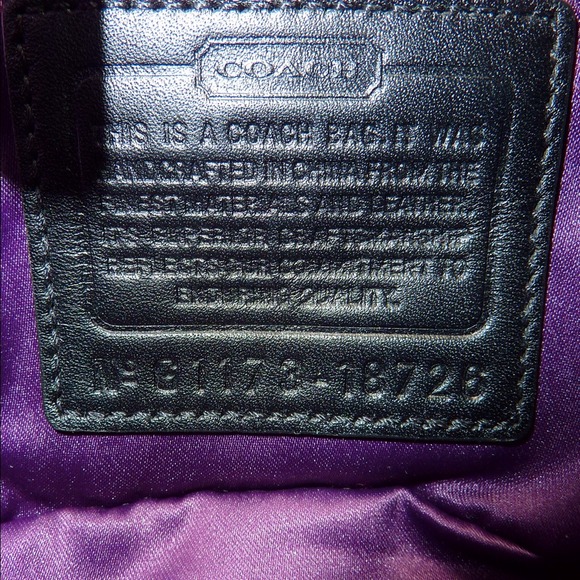 COACH
THIS IS A COACH BAG. IT WAS
HANDCRAFTED IN CHINA FROM THE
FINEST MATERIALS AND LEATHER.
ITS SUPERIOR CRAFTSMANSHIP
REFLECTS OUR COMMITMENT TO
ENDURING QUALITY.
Nº G1173-18726